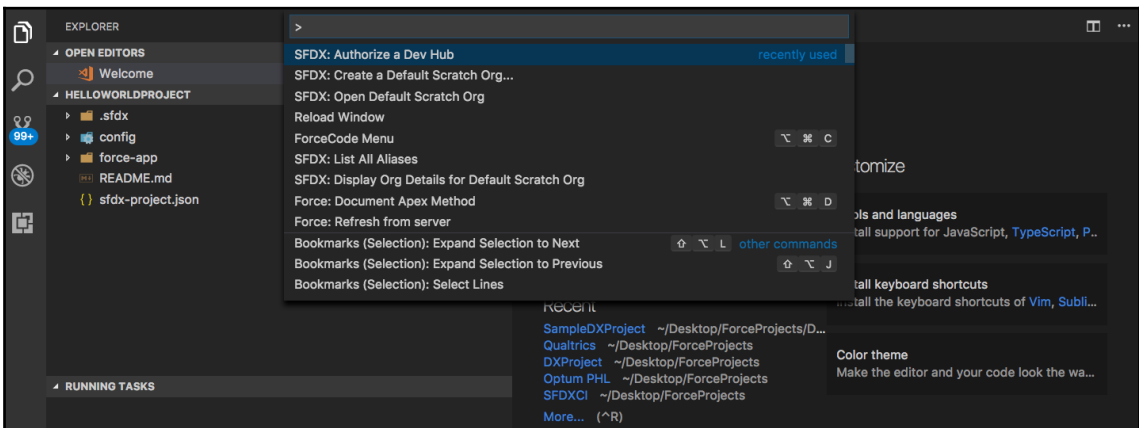 EXPLORER
OPEN EDITORS
Welcome
HELLOWORLDPROJECT
.sfdx
config
force-app
README.md
{ } sfdx-project.json
99+
RUNNING TASKS
>
SFDX: Authorize a Dev Hub recently used
SFDX: Create a Default Scratch Org...
SFDX: Open Default Scratch Org
Reload Window
ForceCode Menu ⌥ ⌘ C
SFDX: List All Aliases
SFDX: Display Org Details for Default Scratch Org
Force: Document Apex Method ⌥ ⌘ D
Force: Refresh from server
Bookmarks (Selection): Expand Selection to Next ⇧ ⌥ L other commands
Bookmarks (Selection): Expand Selection to Previous ⇧ ⌥ J
Bookmarks (Selection): Select Lines
Recent
SampleDXProject ~/Desktop/ForceProjects/D...
Qualtrics ~/Desktop/ForceProjects
DXProject ~/Desktop/ForceProjects
Optum PHL ~/Desktop/ForceProjects
SFDXCI ~/Desktop/ForceProjects
More... (^R)
tomize
ols and languages
tall support for JavaScript, TypeScript, P..
tall keyboard shortcuts
nstall the keyboard shortcuts of Vim, Subli...
Color theme
Make the editor and your code look the wa...